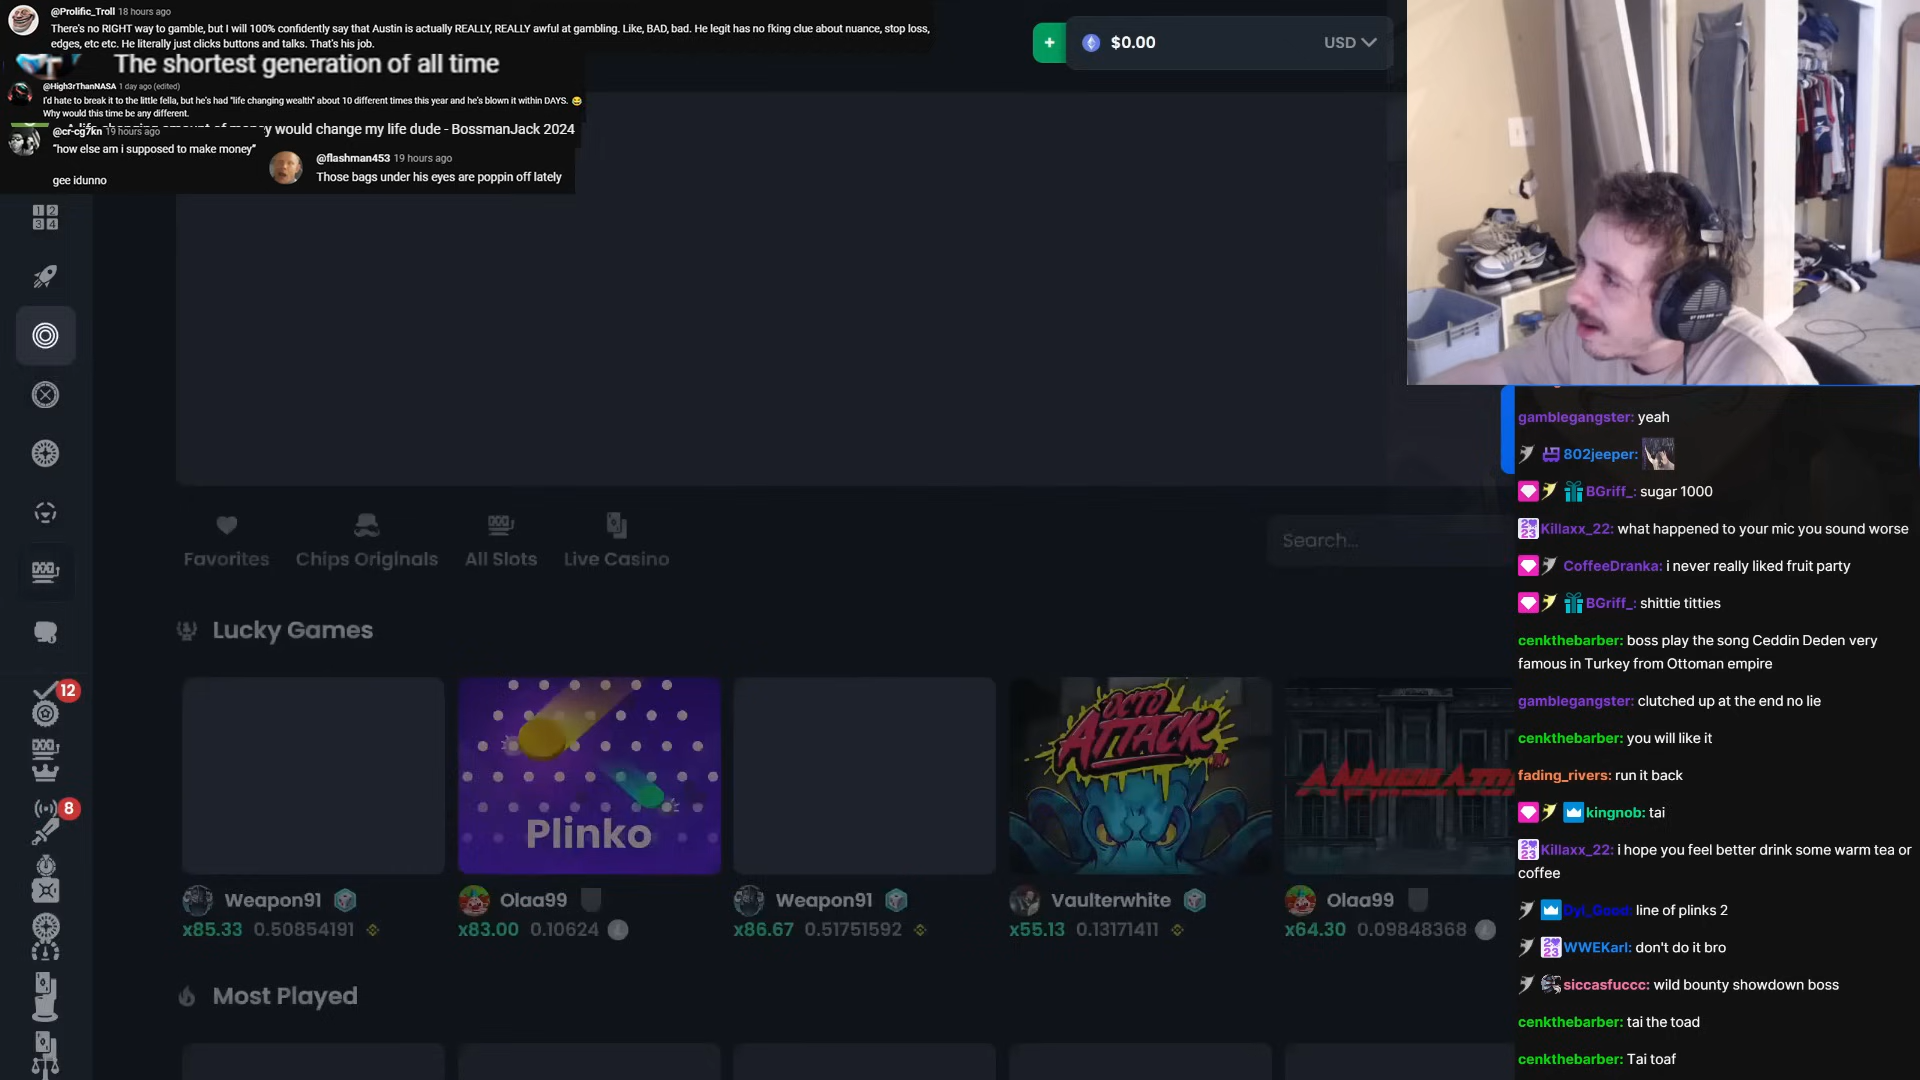 @Prolific_Troll 18 hours ago
There's no RIGHT way to gamble, but I will 100% confidently say that Austin is actually REALLY, REALLY awful at gambling. Like, BAD, bad. He legit has no fking clue about nuance, stop loss,
edges, etc etc. He literally just clicks buttons and talks. That's his job.
The shortest generation of all time
@High3rThanNASA 1 day ago (edited)
I'd hate to break it to the little fella, but he's had "life changing wealth" about 10 different times this year and he's blown it within DAYS.
Why would this time be any different.
would change my life dude - BossmanJack 2024
@cr-cg7kn 19 hours ago
"how else am i supposed to make money"
gee idunno
@flashman453 19 hours ago
Those bags under his eyes are poppin off lately
+
$0.00
USD
12
8
Favorites
Chips Originals
All Slots
Live Casino
Search...
Lucky Games
Plinko
OCTO ATTACK
Weapon91
x85.33 0.50854191
Olaa99
x83.00 0.10624
Weapon91
x86.67 0.51751592
Vaulterwhite
x55.13 0.13171411
Olaa99
x64.30 0.09848368
Most Played
gamblegangster: yeah
802jeeper:
BGriff_: sugar 1000
Killaxx_22: what happened to your mic you sound worse
CoffeeDranka: i never really liked fruit party
BGriff_: shittie titties
cenkthebarber: boss play the song Ceddin Deden very
famous in Turkey from Ottoman empire
gamblegangster: clutched up at the end no lie
cenkthebarber: you will like it
fading_rivers: run it back
kingnob: tai
Killaxx_22: i hope you feel better drink some warm tea or
coffee
Dyl_Good: line of plinks 2
WWEKarl: don't do it bro
siccasfuccc: wild bounty showdown boss
cenkthebarber: tai the toad
cenkthebarber: Tai toaf